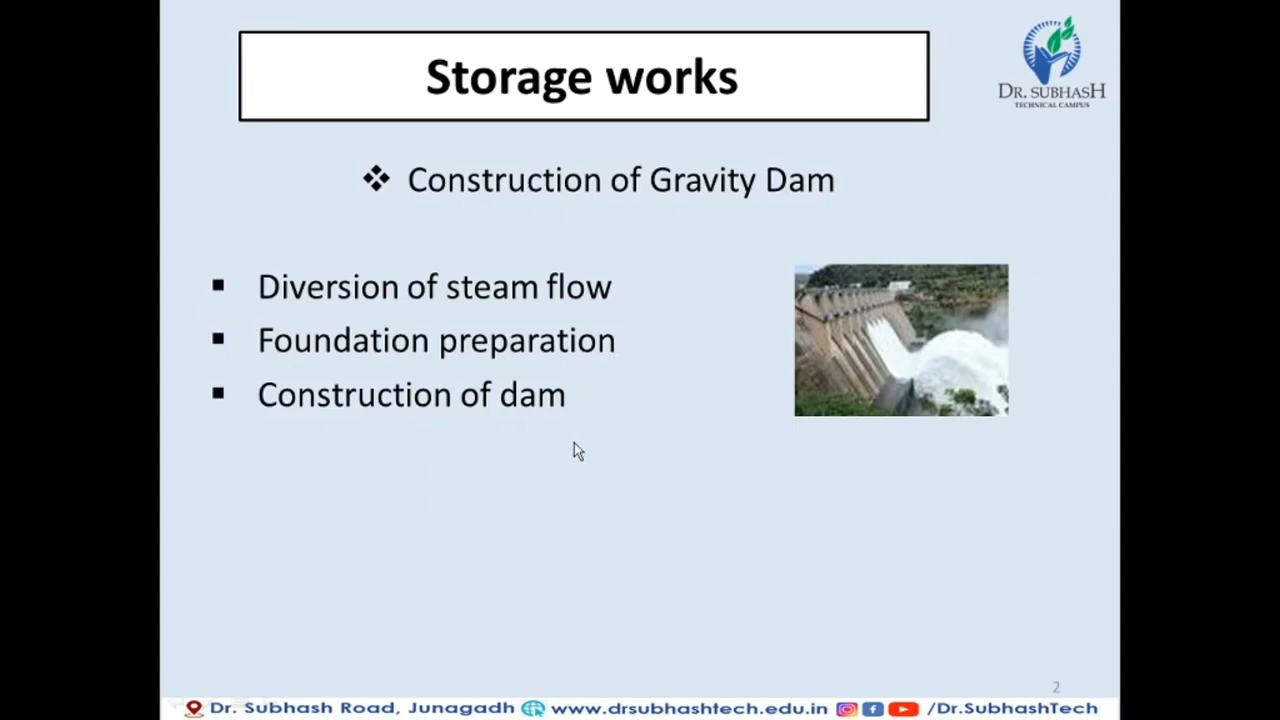 Storage works
DR. SUBHASH
TECHNICAL CAMPUS
❖ Construction of Gravity Dam
▪ Diversion of steam flow
▪ Foundation preparation
▪ Construction of dam
2
Dr. Subhash Road, Junagadh www.drsubhashtech.edu.in /Dr.SubhashTech